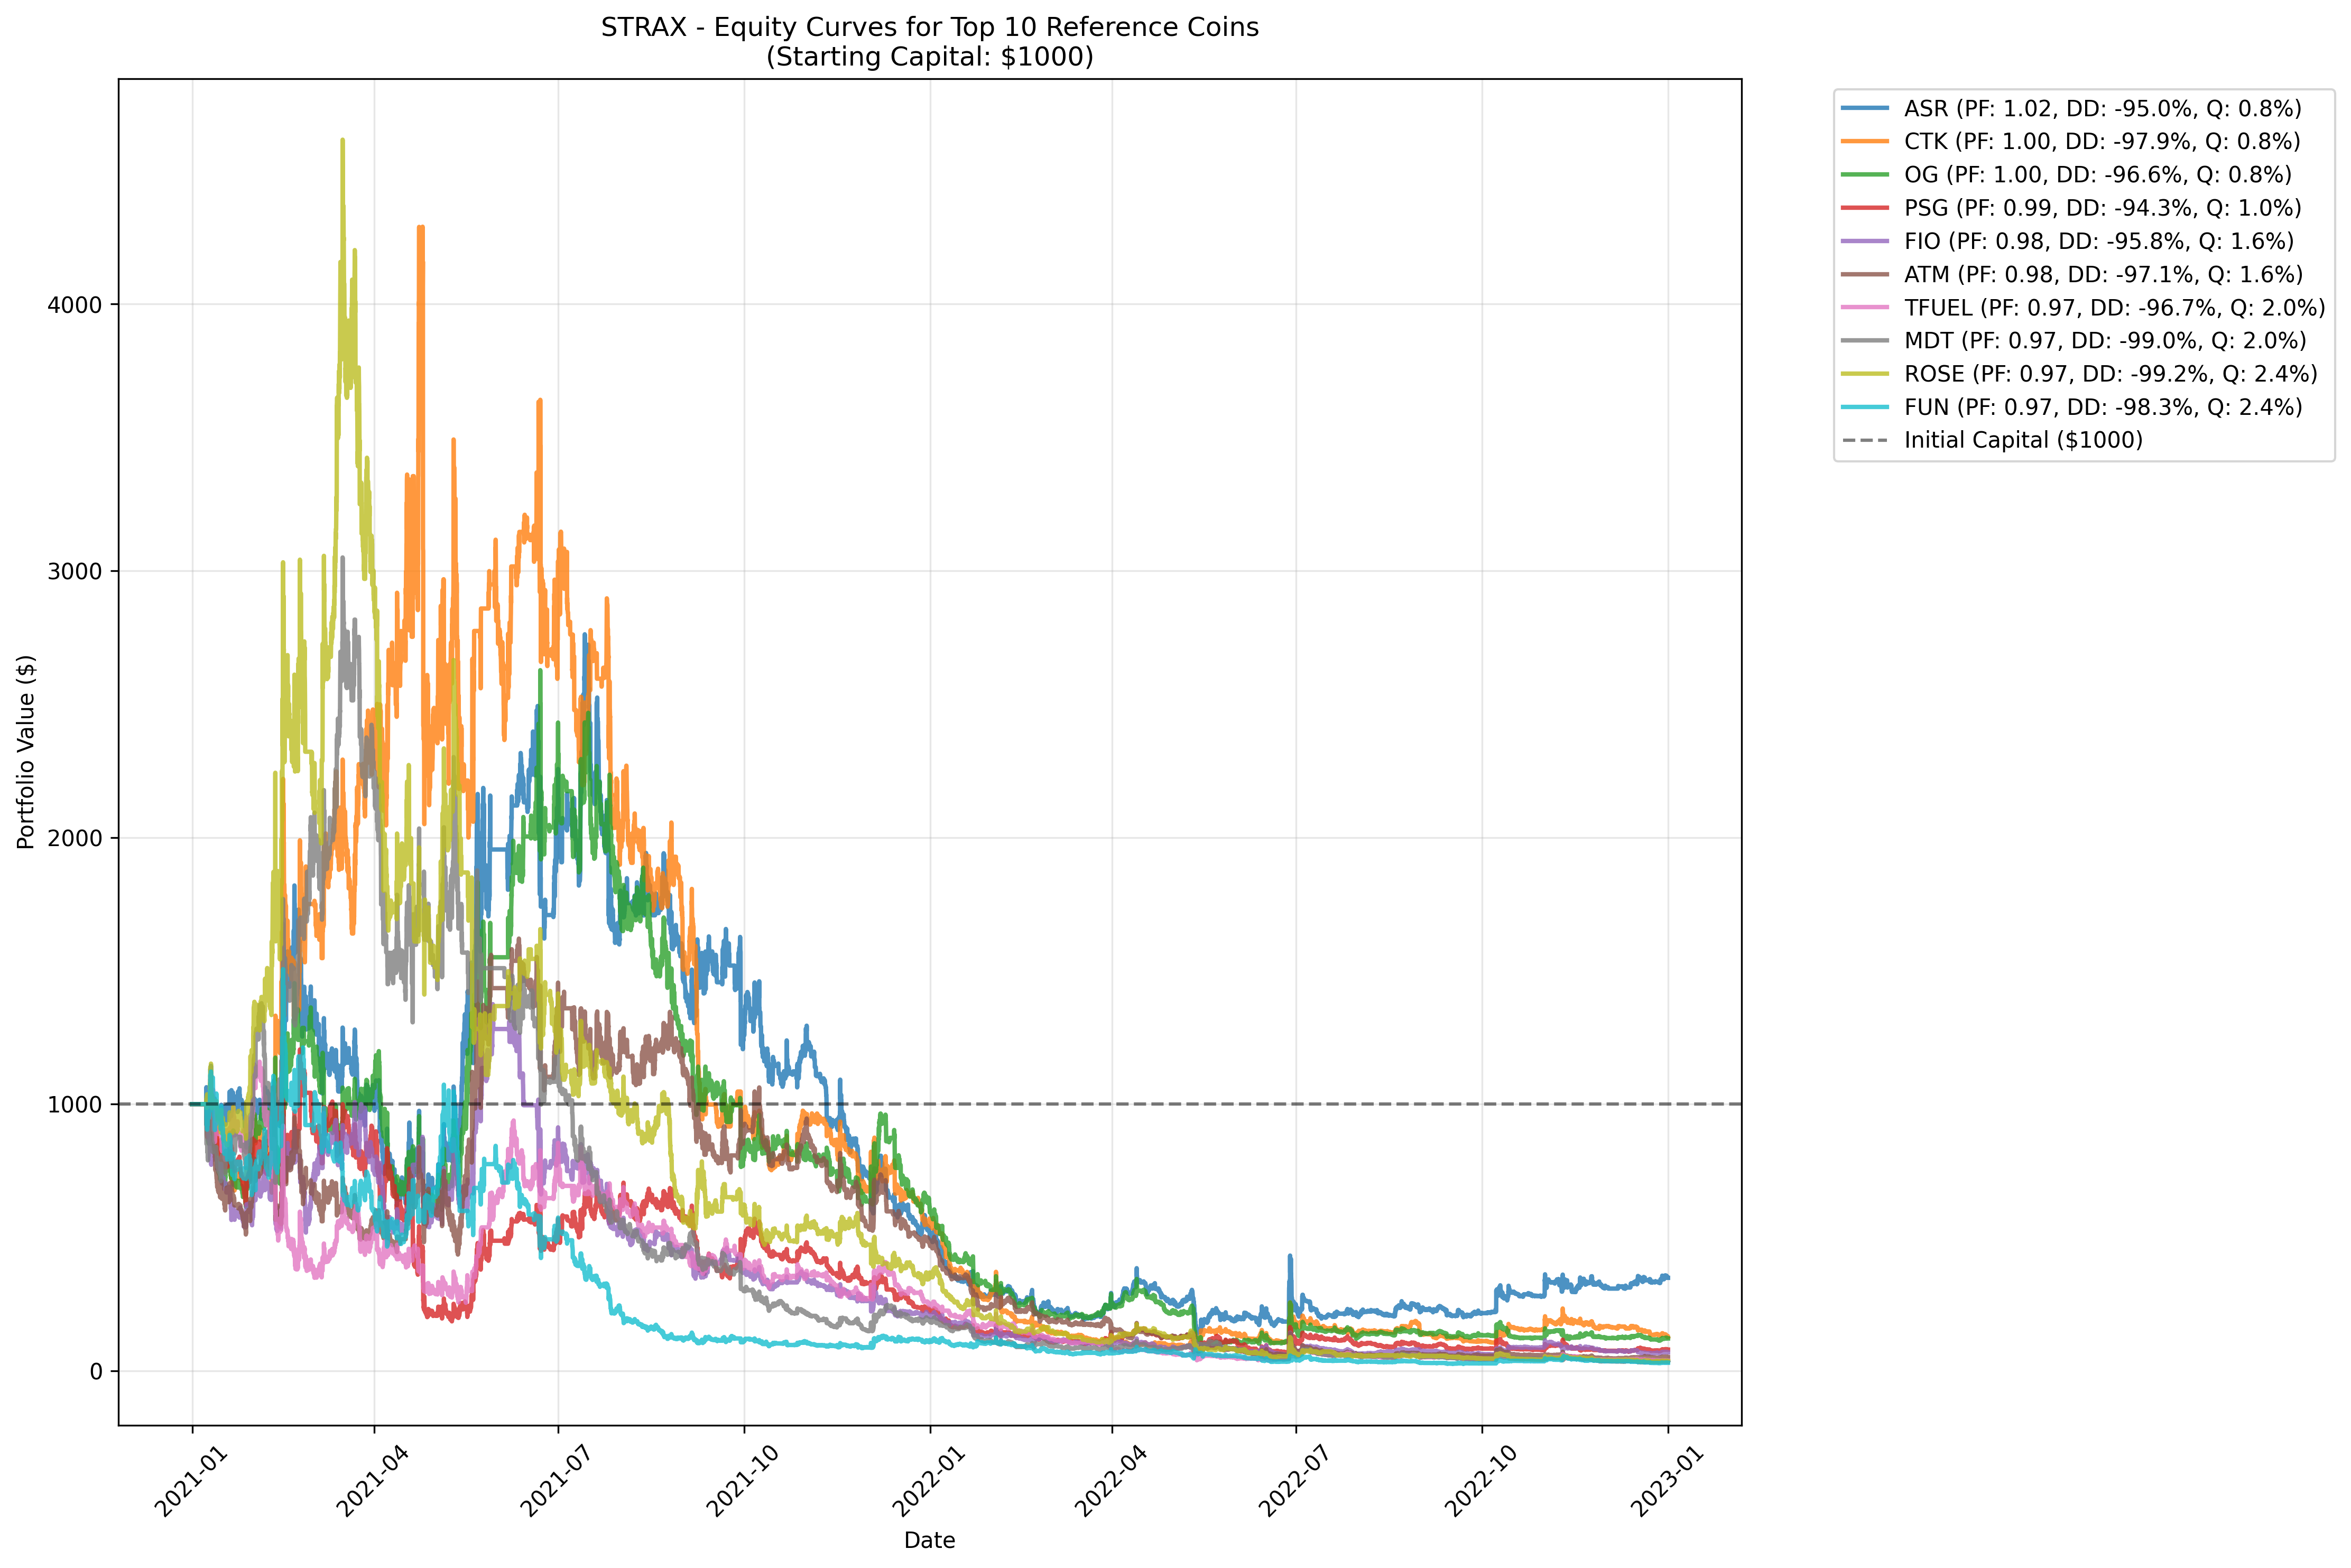 STRAX - Equity Curves for Top 10 Reference Coins
(Starting Capital: $1000)
ASR (PF: 1.02, DD: -95.0%, Q: 0.8%)
CTK (PF: 1.00, DD: -97.9%, Q: 0.8%)
OG (PF: 1.00, DD: -96.6%, Q: 0.8%)
PSG (PF: 0.99, DD: -94.3%, Q: 1.0%)
FIO (PF: 0.98, DD: -95.8%, Q: 1.6%)
ATM (PF: 0.98, DD: -97.1%, Q: 1.6%)
TFUEL (PF: 0.97, DD: -96.7%, Q: 2.0%)
MDT (PF: 0.97, DD: -99.0%, Q: 2.0%)
ROSE (PF: 0.97, DD: -99.2%, Q: 2.4%)
FUN (PF: 0.97, DD: -98.3%, Q: 2.4%)
Initial Capital ($1000)
Portfolio Value ($)
4000
3000
2000
1000
0
2021-01
2021-04
2021-07
2021-10
2022-01
2022-04
2022-07
2022-10
2023-01
Date